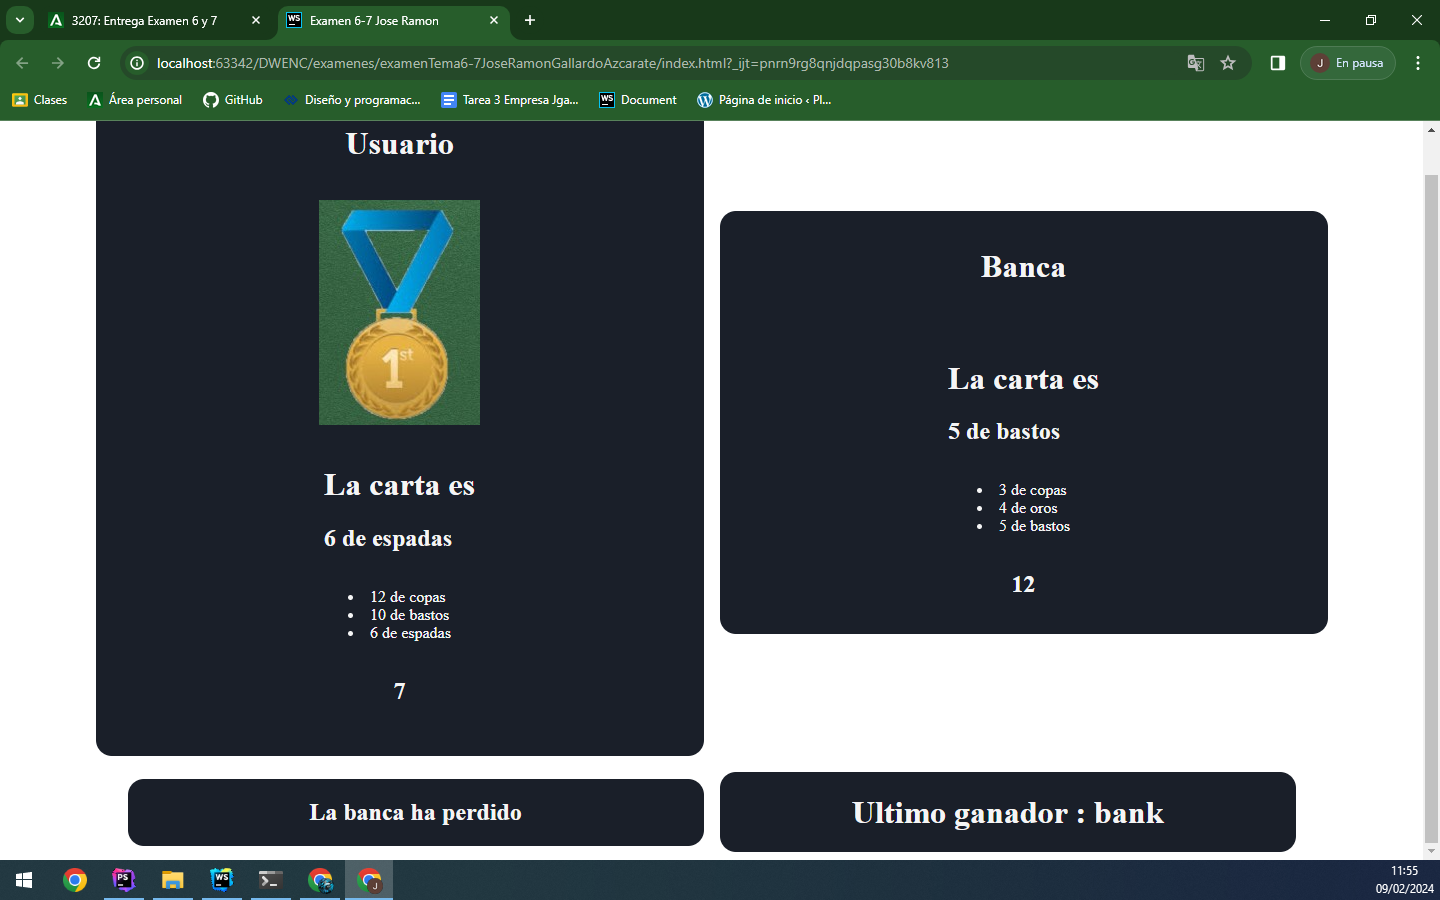 3207: Entrega Examen 6 y 7
Examen 6-7 Jose Ramon
localhost:63342/DWENC/examenes/examenTema6-7JoseRamonGallardoAzcarate/index.html?_ijt=pnrn9rg8qnjdqpasg30b8kv813
J
En pausa
Clases
Área personal
GitHub
Diseño y programac...
Tarea 3 Empresa Jga...
Document
Página de inicio ‹ Pl...
Usuario
1st
La carta es
6 de espadas
12 de copas
10 de bastos
6 de espadas
7
Banca
La carta es
5 de bastos
3 de copas
4 de oros
5 de bastos
12
La banca ha perdido
Ultimo ganador : bank
PS
WS
J
11:55
09/02/2024